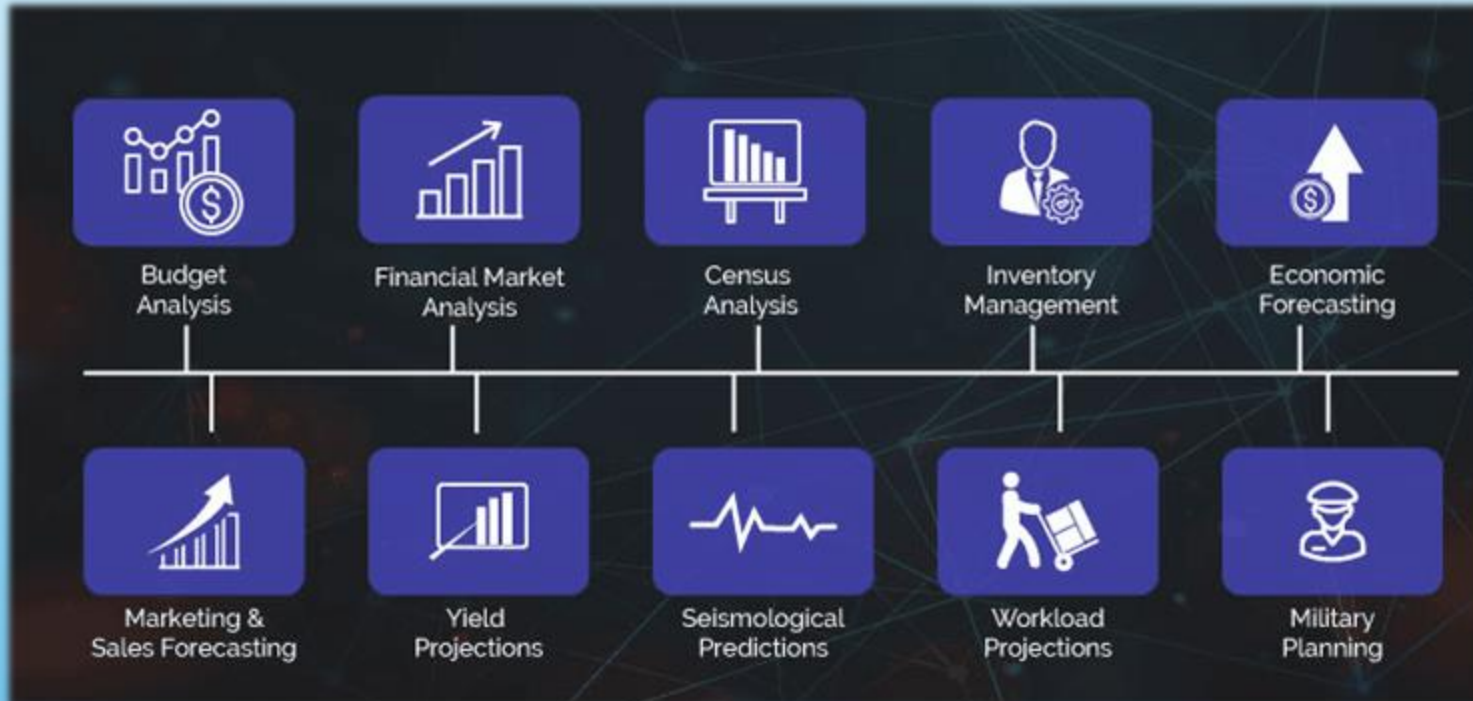 Budget
Analysis
Financial Market
Analysis
Census
Analysis
Inventory
Management
Economic
Forecasting
Marketing &
Sales Forecasting
Yield
Projections
Seismological
Predictions
Workload
Projections
Military
Planning